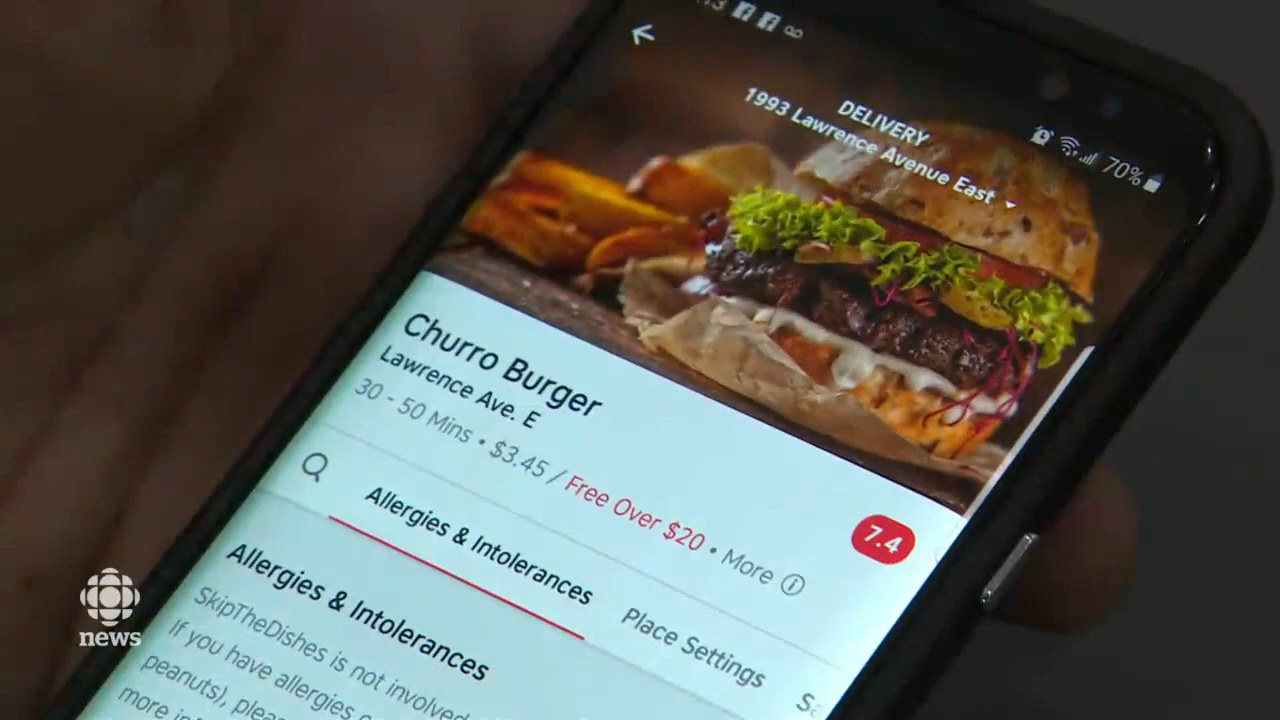 DELIVERY
1993 Lawrence Avenue East
70%
Churro Burger
Lawrence Ave. E
30 - 50 Mins • $3.45 / Free Over $20 • More
7.4
Allergies & Intolerances
Place Settings
Allergies & Intolerances
SkipTheDishes is not involved
If you have allergies
peanuts),
more
news